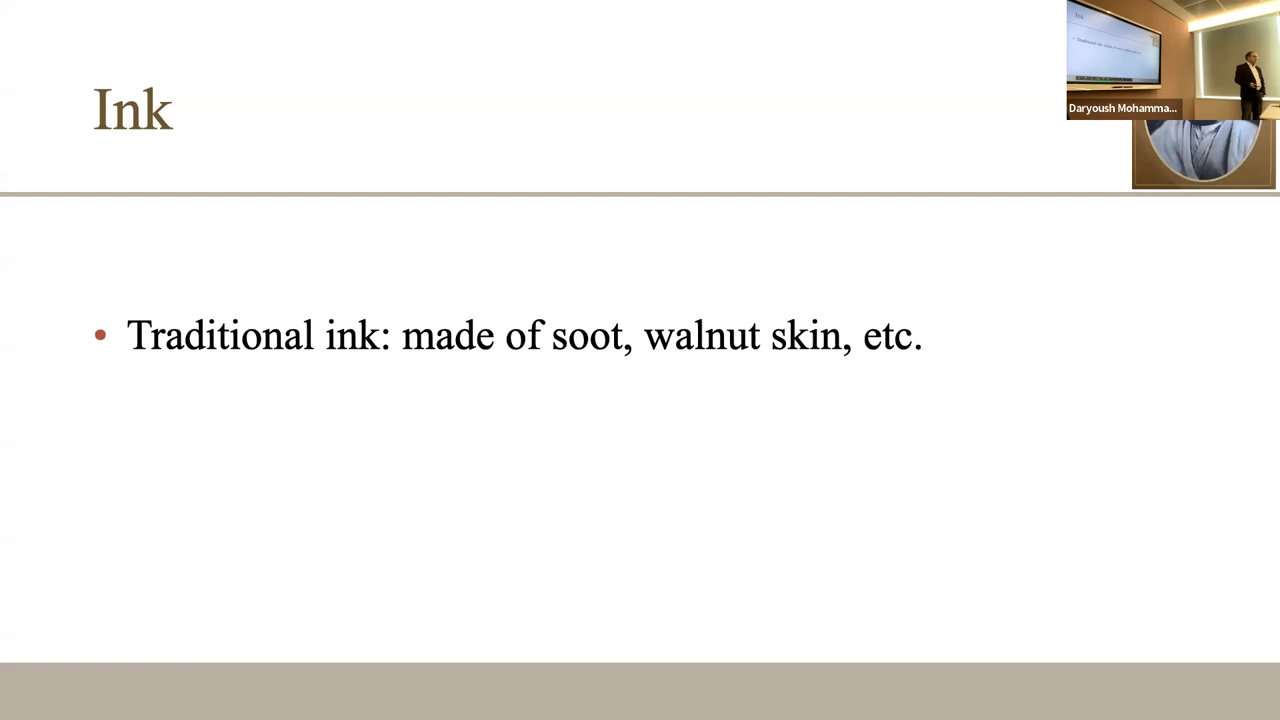 Ink
Daryoush Mohamma...
• Traditional ink: made of soot, walnut skin, etc.